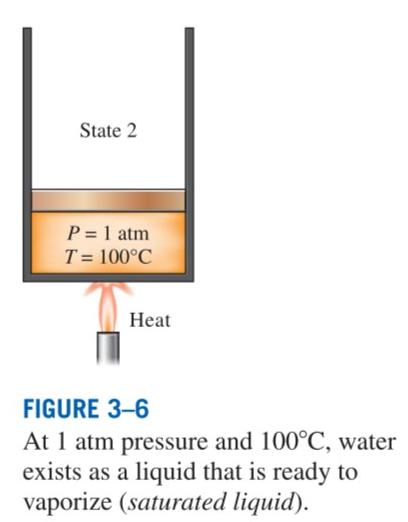 State 2
P = 1 atm
T = 100°C
Heat
FIGURE 3–6
At 1 atm pressure and 100°C, water
exists as a liquid that is ready to
vaporize (saturated liquid).